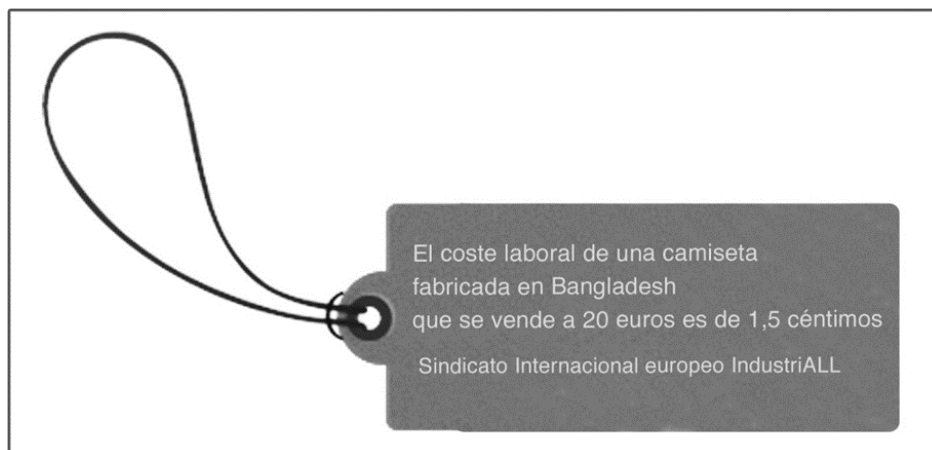 El coste laboral de una camiseta
fabricada en Bangladesh
que se vende a 20 euros es de 1,5 céntimos
Sindicato Internacional europeo IndustriALL